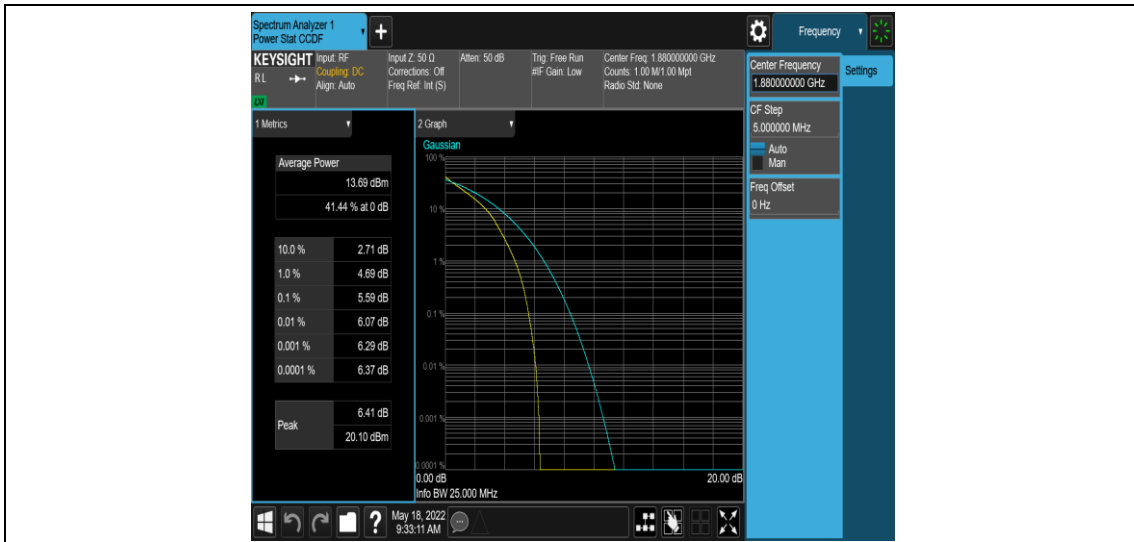 Spectrum Analyzer 1
Power Stat CCDF
Frequency
KEYSIGHT
Input: RF
Coupling: DC
Align: Auto
Input Z: 50 Ω
Corrections: Off
Freq Ref: Int (S)
Atten: 50 dB
Trig: Free Run
#IF Gain: Low
Center Freq: 1.880000000 GHz
Counts: 1.00 M/1.00 Mpt
Radio Std: None
RL
LXI
Center Frequency
1.880000000 GHz
Settings
CF Step
5.000000 MHz
Auto
Man
Freq Offset
0 Hz
1 Metrics
Average Power
13.69 dBm
41.44 % at 0 dB
10.0 % 2.71 dB
1.0 % 4.69 dB
0.1 % 5.59 dB
0.01 % 6.07 dB
0.001 % 6.29 dB
0.0001 % 6.37 dB
Peak
6.41 dB
20.10 dBm
2 Graph
Gaussian
100 %
10 %
1 %
0.1 %
0.01 %
0.001 %
0.0001 %
0.00 dB
20.00 dB
Info BW 25.000 MHz
?
May 18, 2022
9:33:11 AM